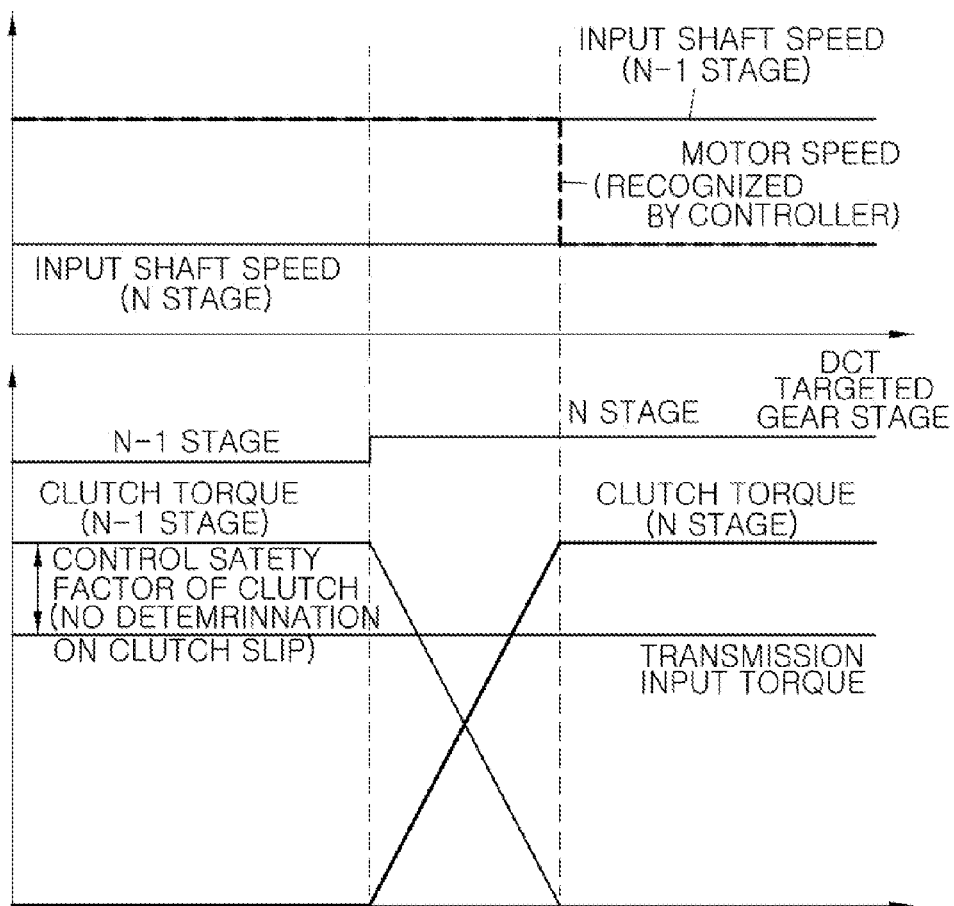 INPUT SHAFT SPEED
(N-1 STAGE)
MOTOR SPEED
(RECOGNIZED
BY CONTROLLER)
INPUT SHAFT SPEED
(N STAGE)
DCT
TARGETED
GEAR STAGE
N STAGE
N-1 STAGE
CLUTCH TORQUE
(N-1 STAGE)
CLUTCH TORQUE
(N STAGE)
CONTROL SATETY
FACTOR OF CLUTCH
(NO DETEMRINNATION
ON CLUTCH SLIP)
TRANSMISSION
INPUT TORQUE